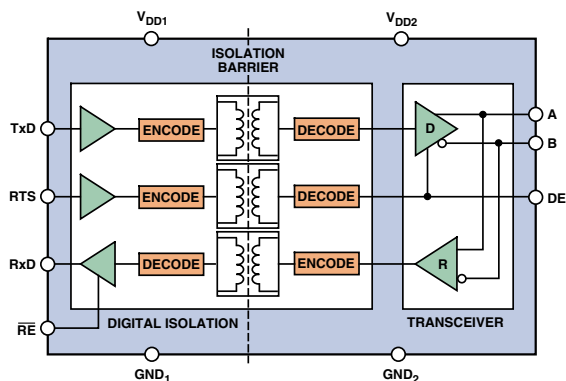 VDD1
VDD2
ISOLATION
BARRIER
TxD
ENCODE
DECODE
D
A
B
RTS
ENCODE
DECODE
DE
RxD
DECODE
ENCODE
R
RE
DIGITAL ISOLATION
TRANSCEIVER
GND1
GND2